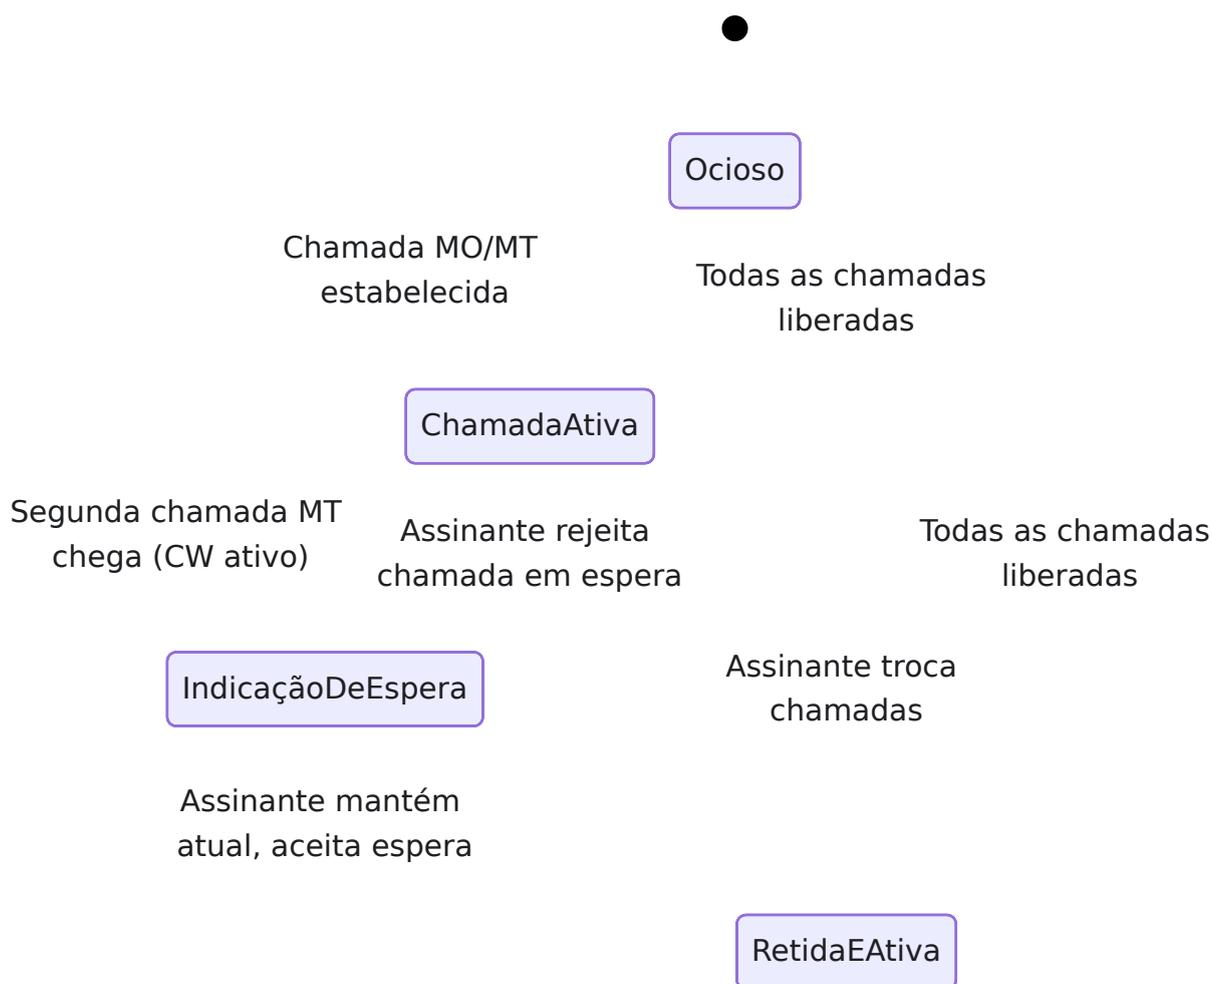 Ocioso
Chamada MO/MT
estabelecida
Todas as chamadas
liberadas
ChamadaAtiva
Segunda chamada MT
chega (CW ativo)
Assinante rejeita
chamada em espera
Todas as chamadas
liberadas
IndicaçãoDeEspera
Assinante troca
chamadas
Assinante mantém
atual, aceita espera
RetidaEAtiva